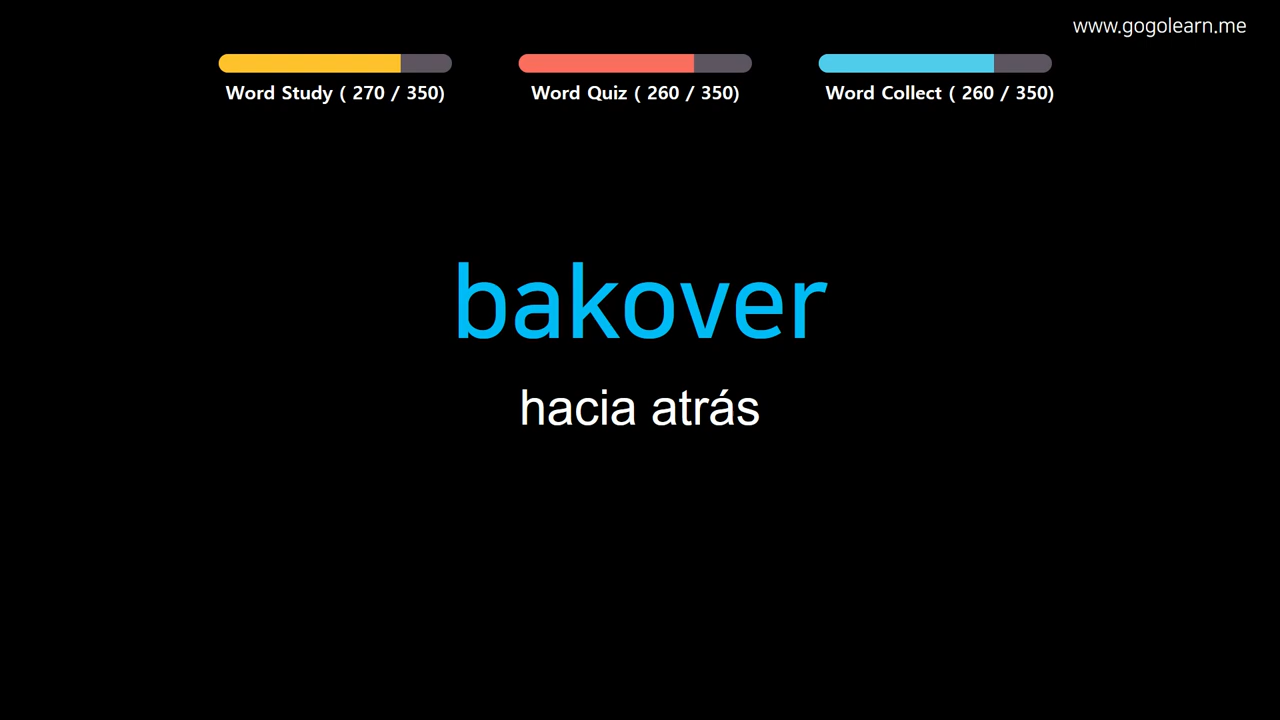 www.gogolearn.me
Word Study ( 270 / 350)
Word Quiz ( 260 / 350)
Word Collect ( 260 / 350)
bakover
hacia atrás